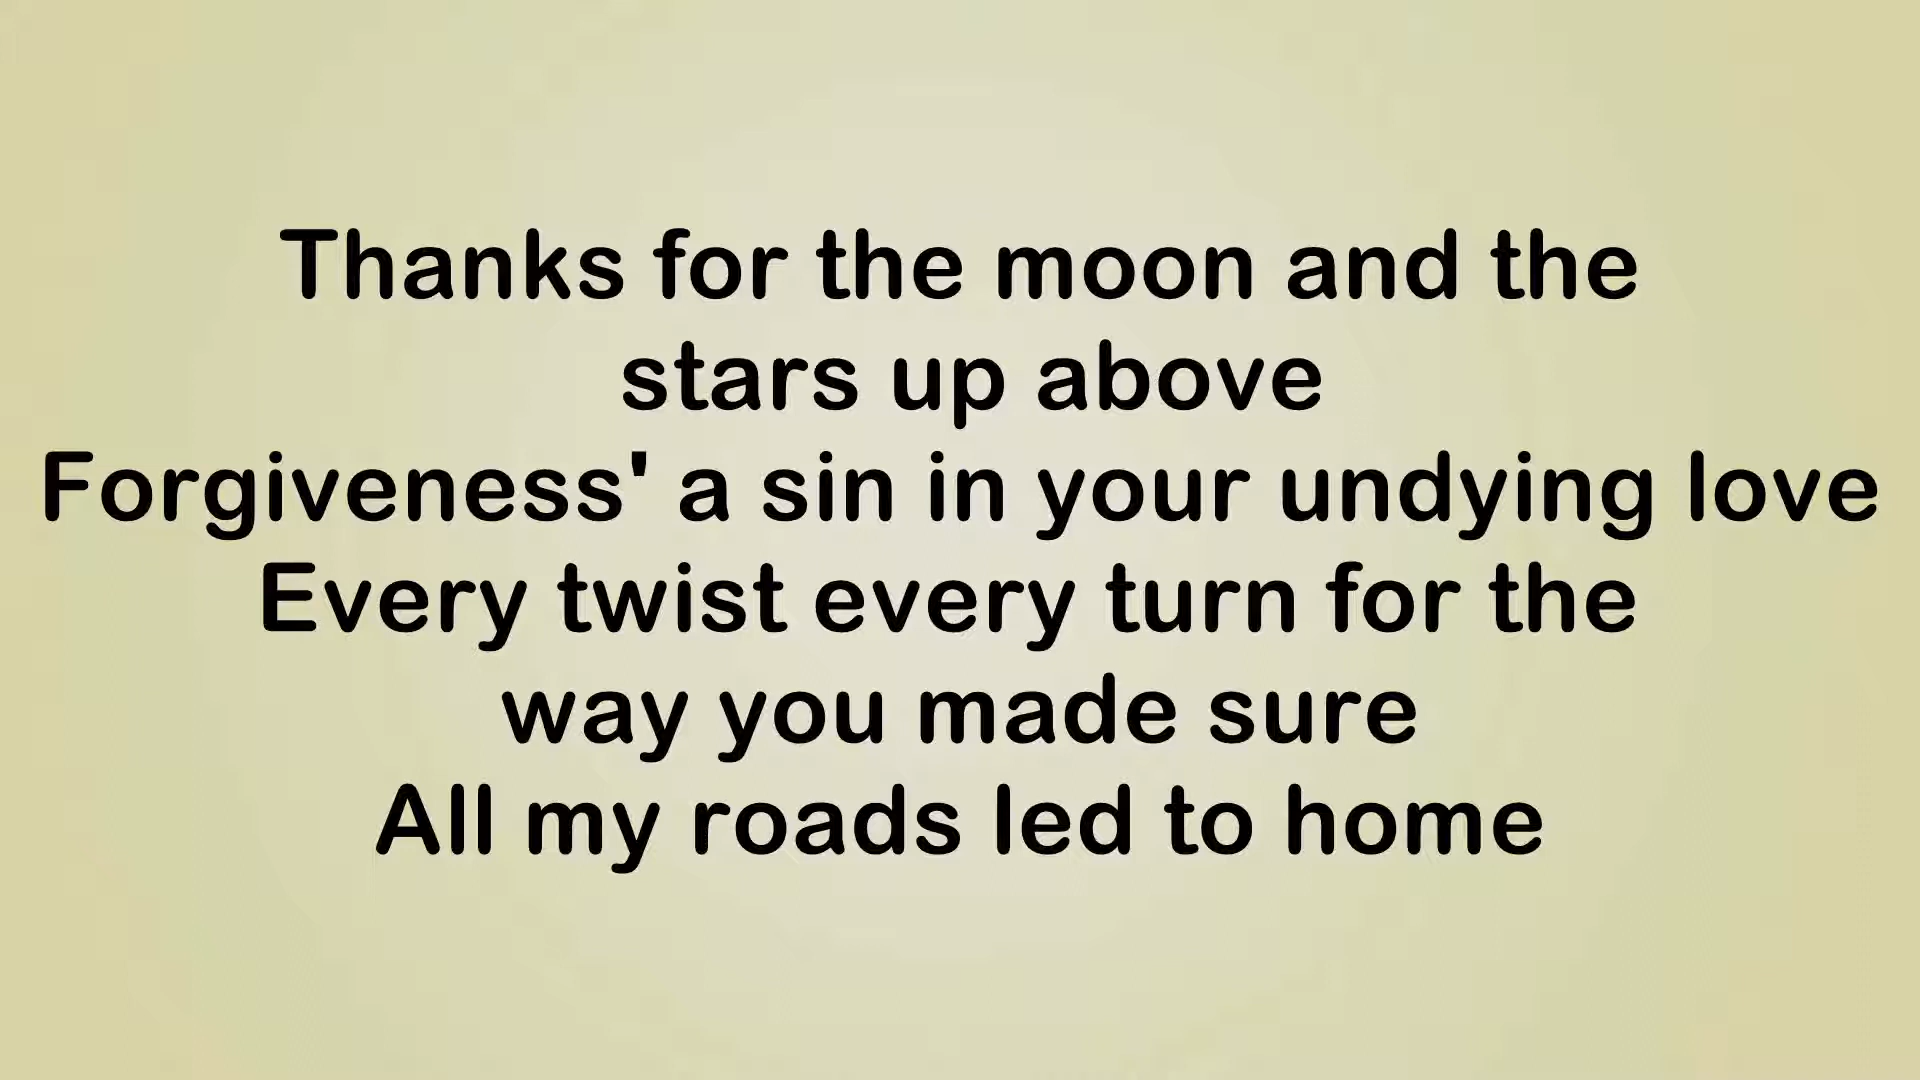 Thanks for the moon and the
stars up above
Forgiveness' a sin in your undying love
Every twist every turn for the
way you made sure
All my roads led to home